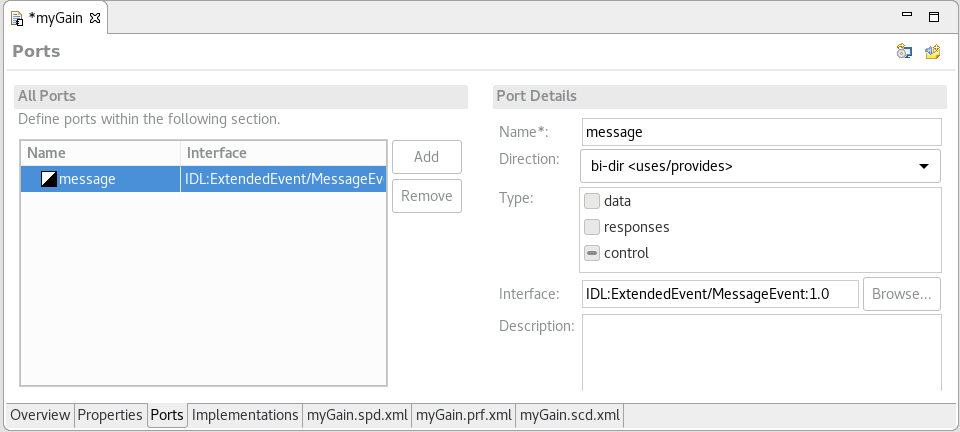 *myGain
Ports
All Ports
Define ports within the following section.
Name Interface
message IDL:ExtendedEvent/MessageEv
Add
Remove
Port Details
Name*: message
Direction: bi-dir <uses/provides>
Type: data
responses
control
Interface: IDL:ExtendedEvent/MessageEvent:1.0 Browse...
Description:
Overview Properties Ports Implementations myGain.spd.xml myGain.prf.xml myGain.scd.xml